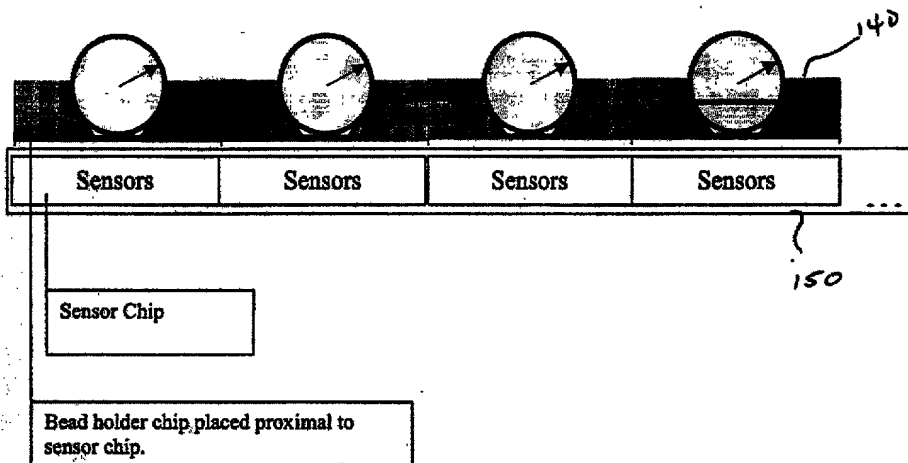 140
Sensors Sensors Sensors Sensors
...
150
Sensor Chip
Bead holder chip placed proximal to
sensor chip.